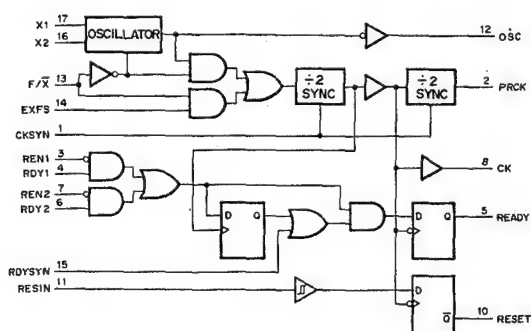 X1 17
X2 16
OSCILLATOR
12 OSC
F/X̅ 13
EXFS 14
÷2 SYNC
÷2 SYNC
2 PRCK
CKSYN 1
8 CK
REN1 3
RDY1 4
REN2 7
RDY2 6
D Q
D Q
5 READY
RDYSYN 15
RESIN 11
D
Q̅
10 RESET